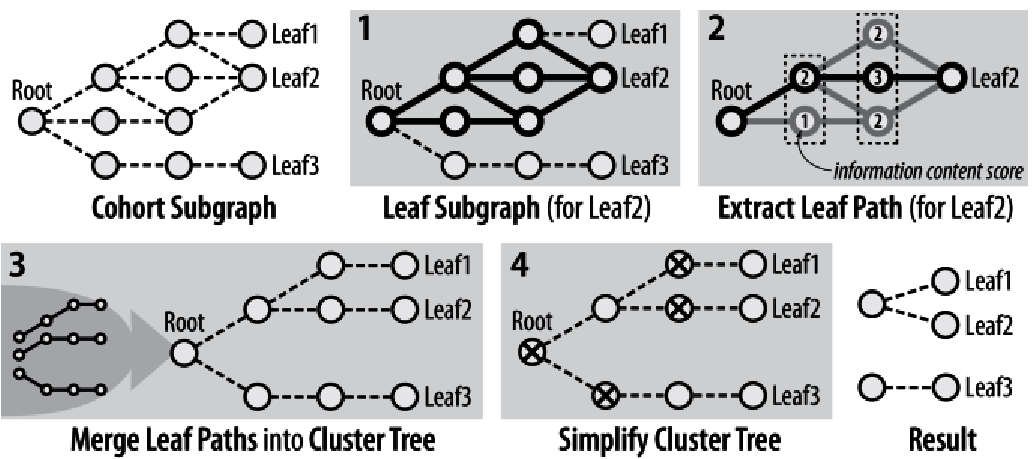 Root
Leaf1
Leaf2
Leaf3
Cohort Subgraph
1
Root
Leaf1
Leaf2
Leaf3
Leaf Subgraph (for Leaf2)
2
Root
2
2
3
1
2
Leaf2
information content score
Extract Leaf Path (for Leaf2)
3
Root
Leaf1
Leaf2
Leaf3
Merge Leaf Paths into Cluster Tree
4
Root
Leaf1
Leaf2
Leaf3
Simplify Cluster Tree
Leaf1
Leaf2
Leaf3
Result